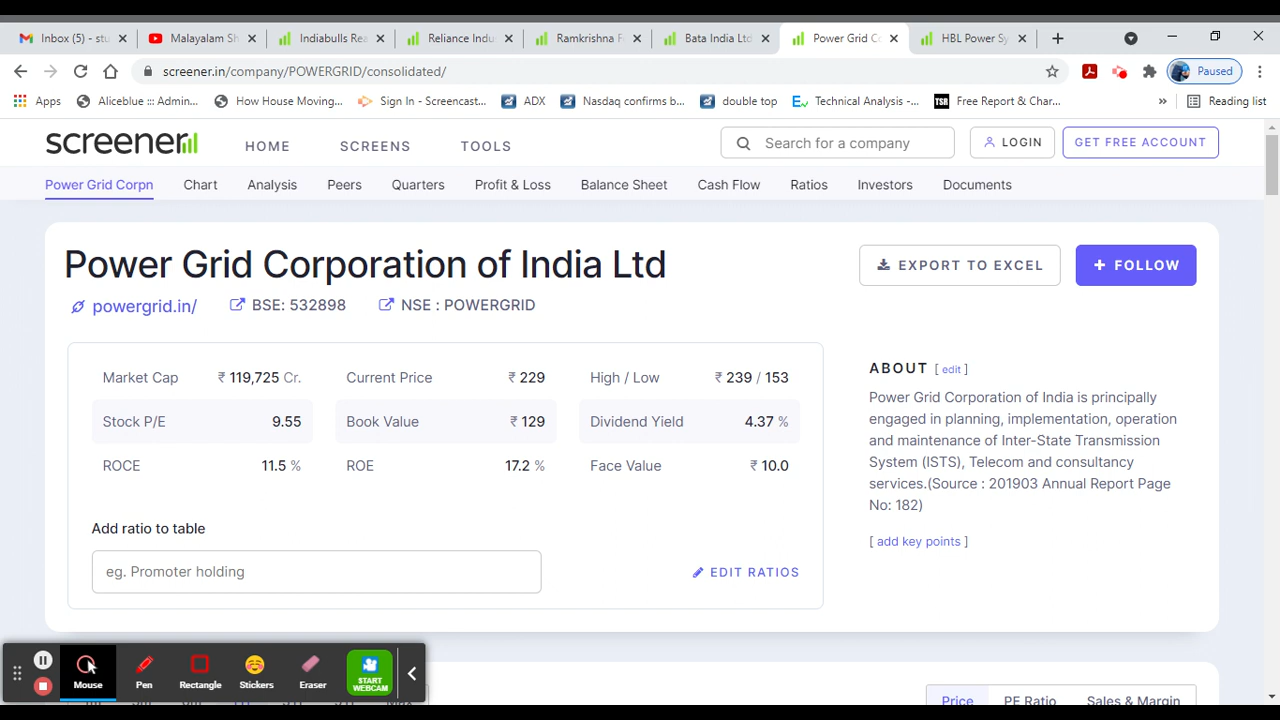 Inbox (5) - stu
Malayalam Sh
Indiabulls Rea
Reliance Indu
Ramkrishna F
Bata India Ltd
Power Grid Co
HBL Power Sy
screener.in/company/POWERGRID/consolidated/
Paused
Apps
Aliceblue ::: Admin...
How House Moving...
Sign In - Screencast...
ADX
Nasdaq confirms b...
double top
Technical Analysis -...
TSR
Free Report & Char...
»
Reading list
screener
HOME
SCREENS
TOOLS
Search for a company
LOGIN
GET FREE ACCOUNT
Power Grid Corpn
Chart
Analysis
Peers
Quarters
Profit & Loss
Balance Sheet
Cash Flow
Ratios
Investors
Documents
Power Grid Corporation of India Ltd
EXPORT TO EXCEL
+ FOLLOW
powergrid.in/
BSE: 532898
NSE : POWERGRID
Market Cap ₹ 119,725 Cr.
Current Price ₹ 229
High / Low ₹ 239 / 153
Stock P/E 9.55
Book Value ₹ 129
Dividend Yield 4.37 %
ROCE 11.5 %
ROE 17.2 %
Face Value ₹ 10.0
Add ratio to table
eg. Promoter holding
EDIT RATIOS
ABOUT [ edit ]
Power Grid Corporation of India is principally
engaged in planning, implementation, operation
and maintenance of Inter-State Transmission
System (ISTS), Telecom and consultancy
services.(Source : 201903 Annual Report Page
No: 182)
[ add key points ]
Mouse
Pen
Rectangle
Stickers
Eraser
START
WEBCAM
Price
PE Ratio
Sales & Margin